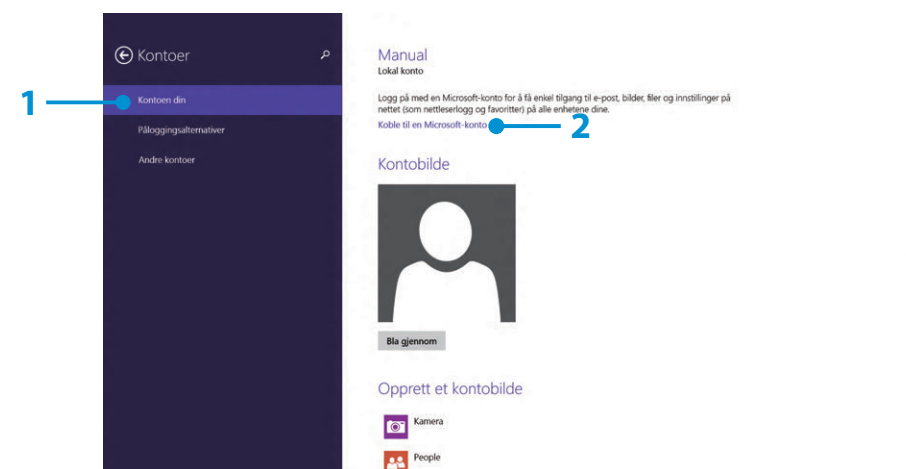 Kontoer
1
Kontoen din
Påloggingsalternativer
Andre kontoer
Manual
Lokal konto
Logg på med en Microsoft-konto for å få enkel tilgang til e-post, bilder, filer og innstillinger på
nettet (som nettleserlogg og favoritter) på alle enhetene dine.
Koble til en Microsoft-konto
2
Kontobilde
Bla gjennom
Opprett et kontobilde
Kamera
People